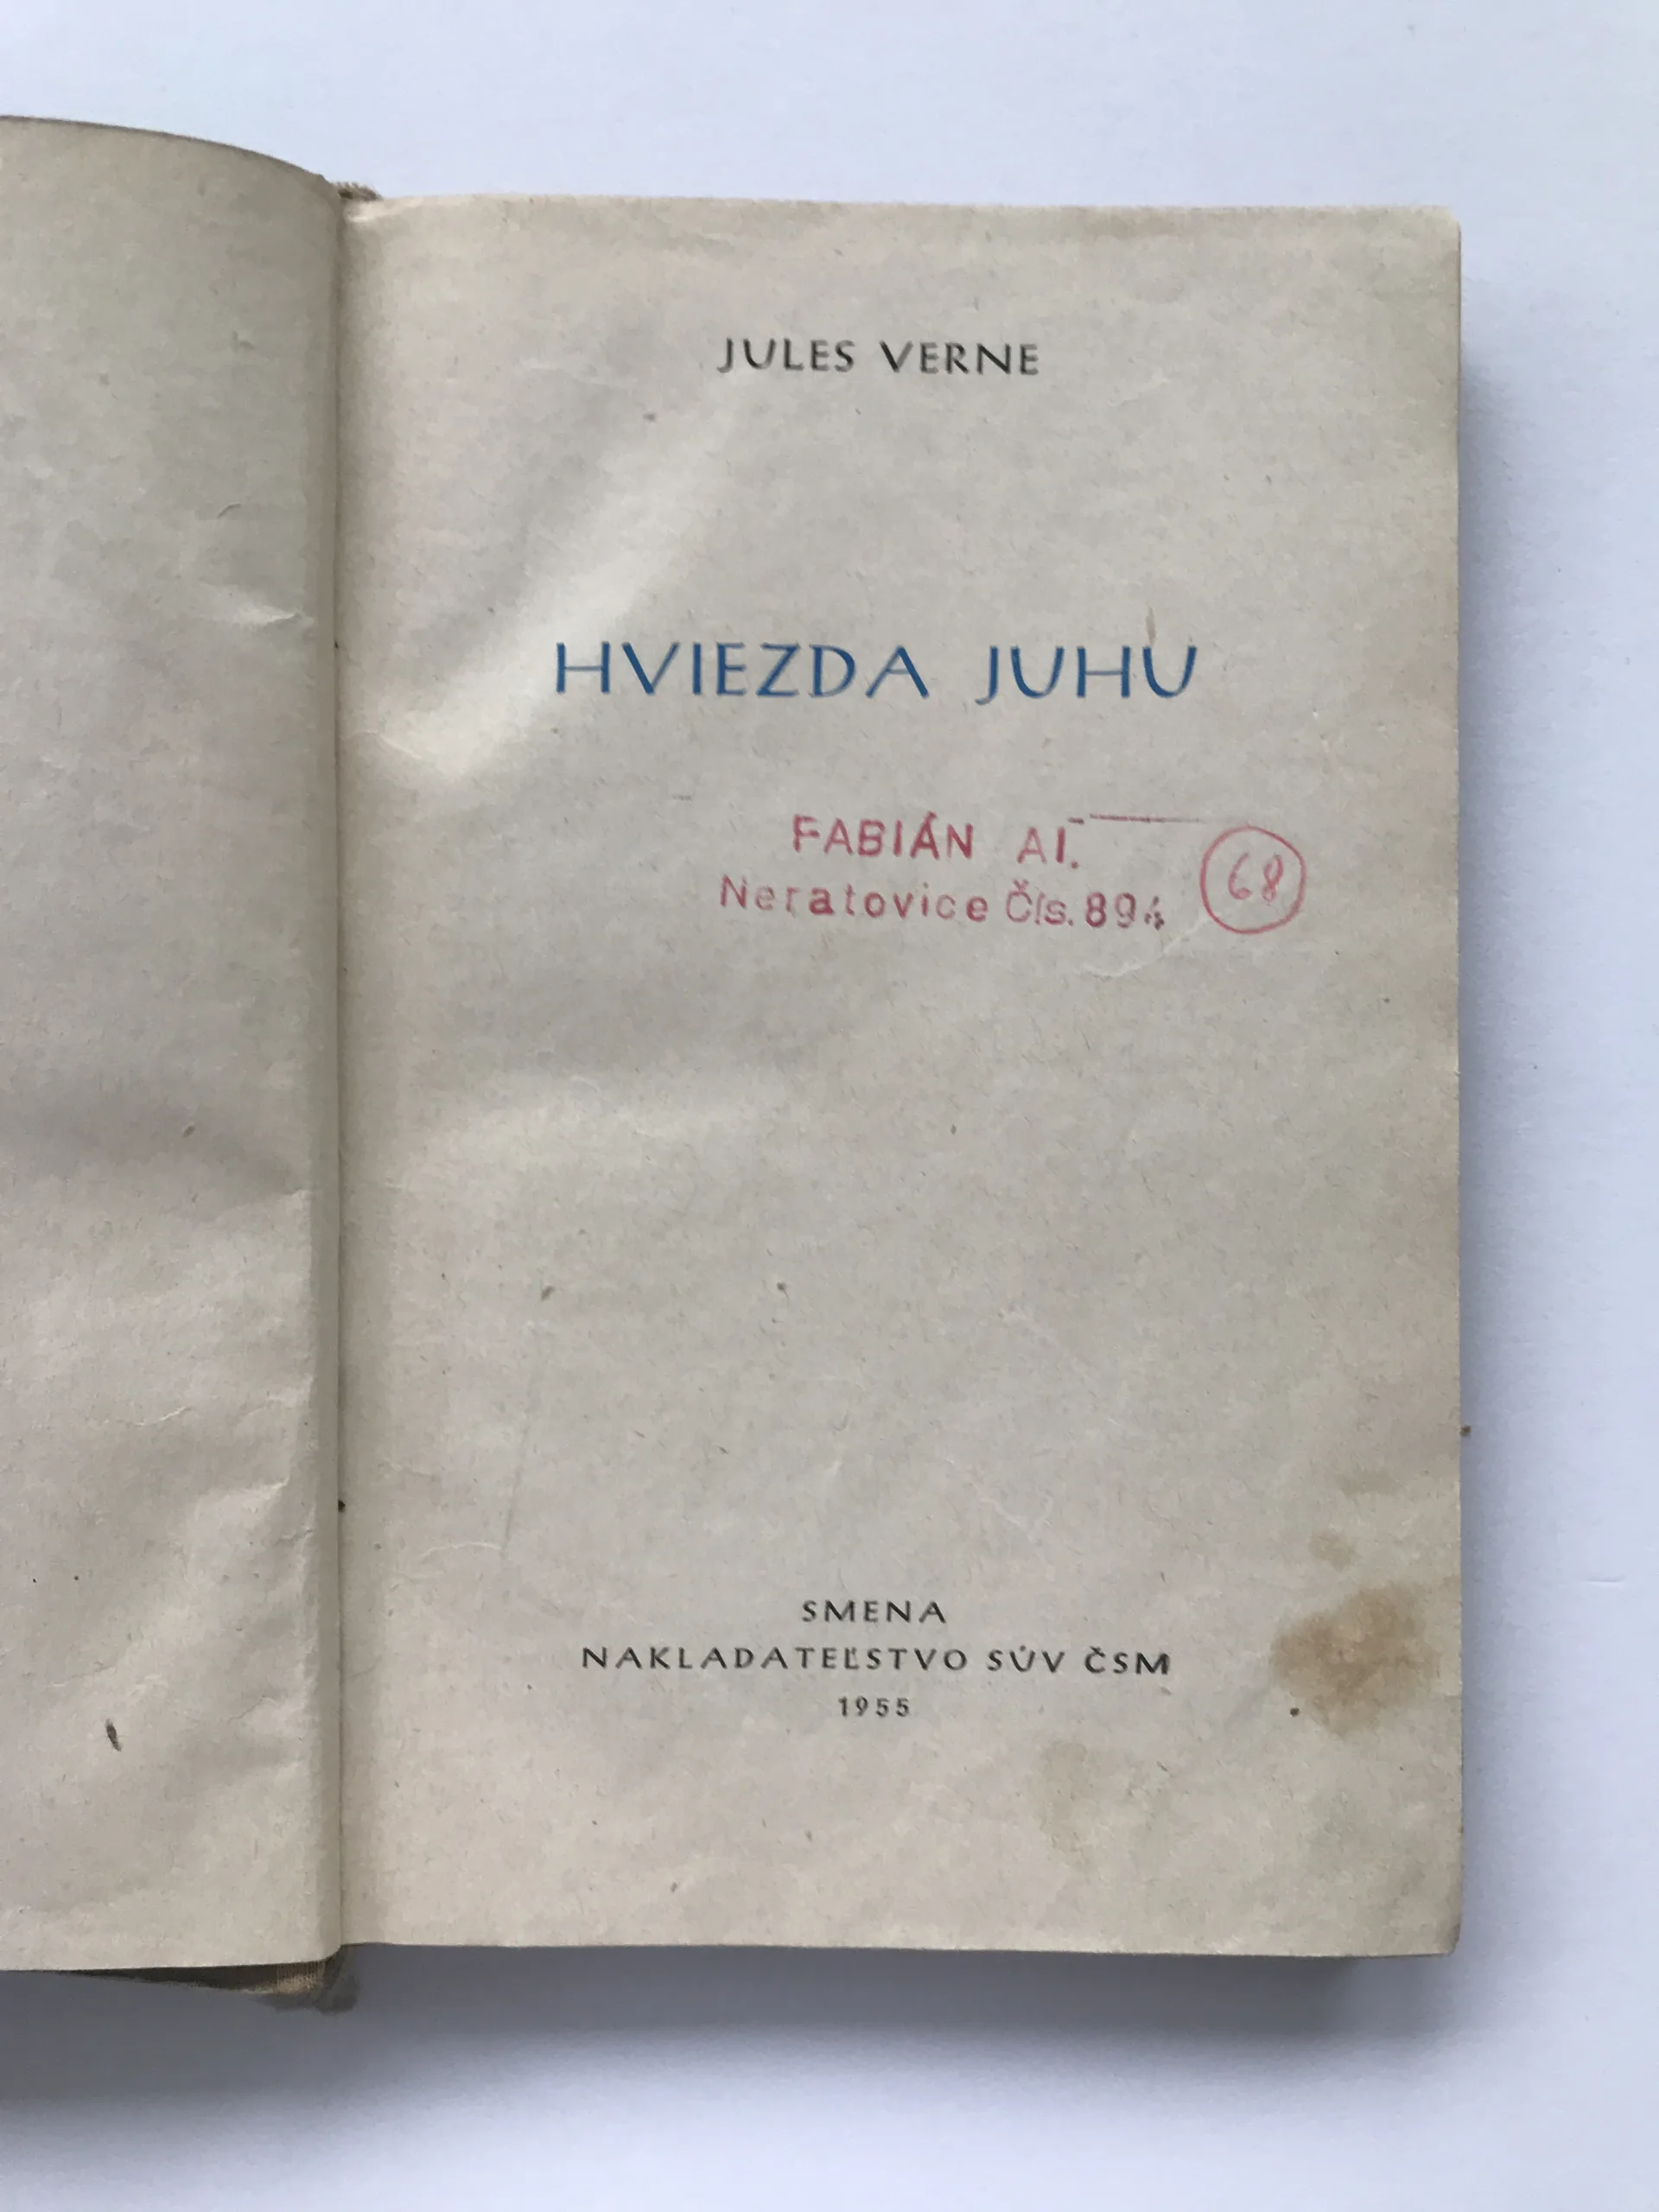 JULES VERNE
HVIEZDA JUHU
FABIÁN Al.
Neratovice Čís. 894
68
SMENA
NAKLADATEĽSTVO SÚV ČSM
1955